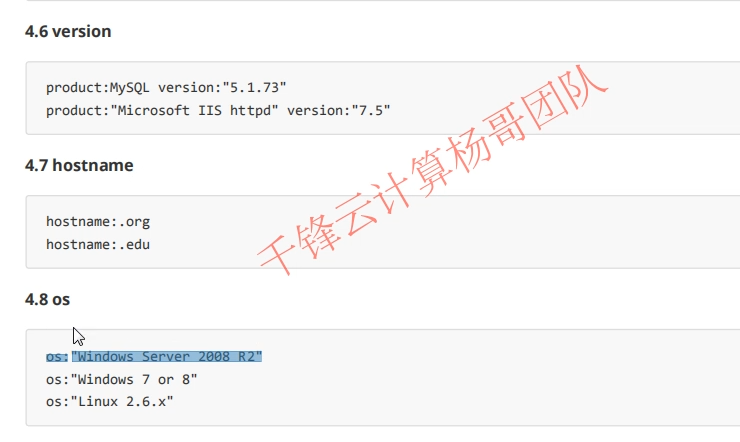 4.6 version
product:MySQL version:"5.1.73"
product:"Microsoft IIS httpd" version:"7.5"
千锋云计算杨哥团队
4.7 hostname
hostname:.org
hostname:.edu
4.8 os
os:"Windows Server 2008 R2"
os:"Windows 7 or 8"
os:"Linux 2.6.x"